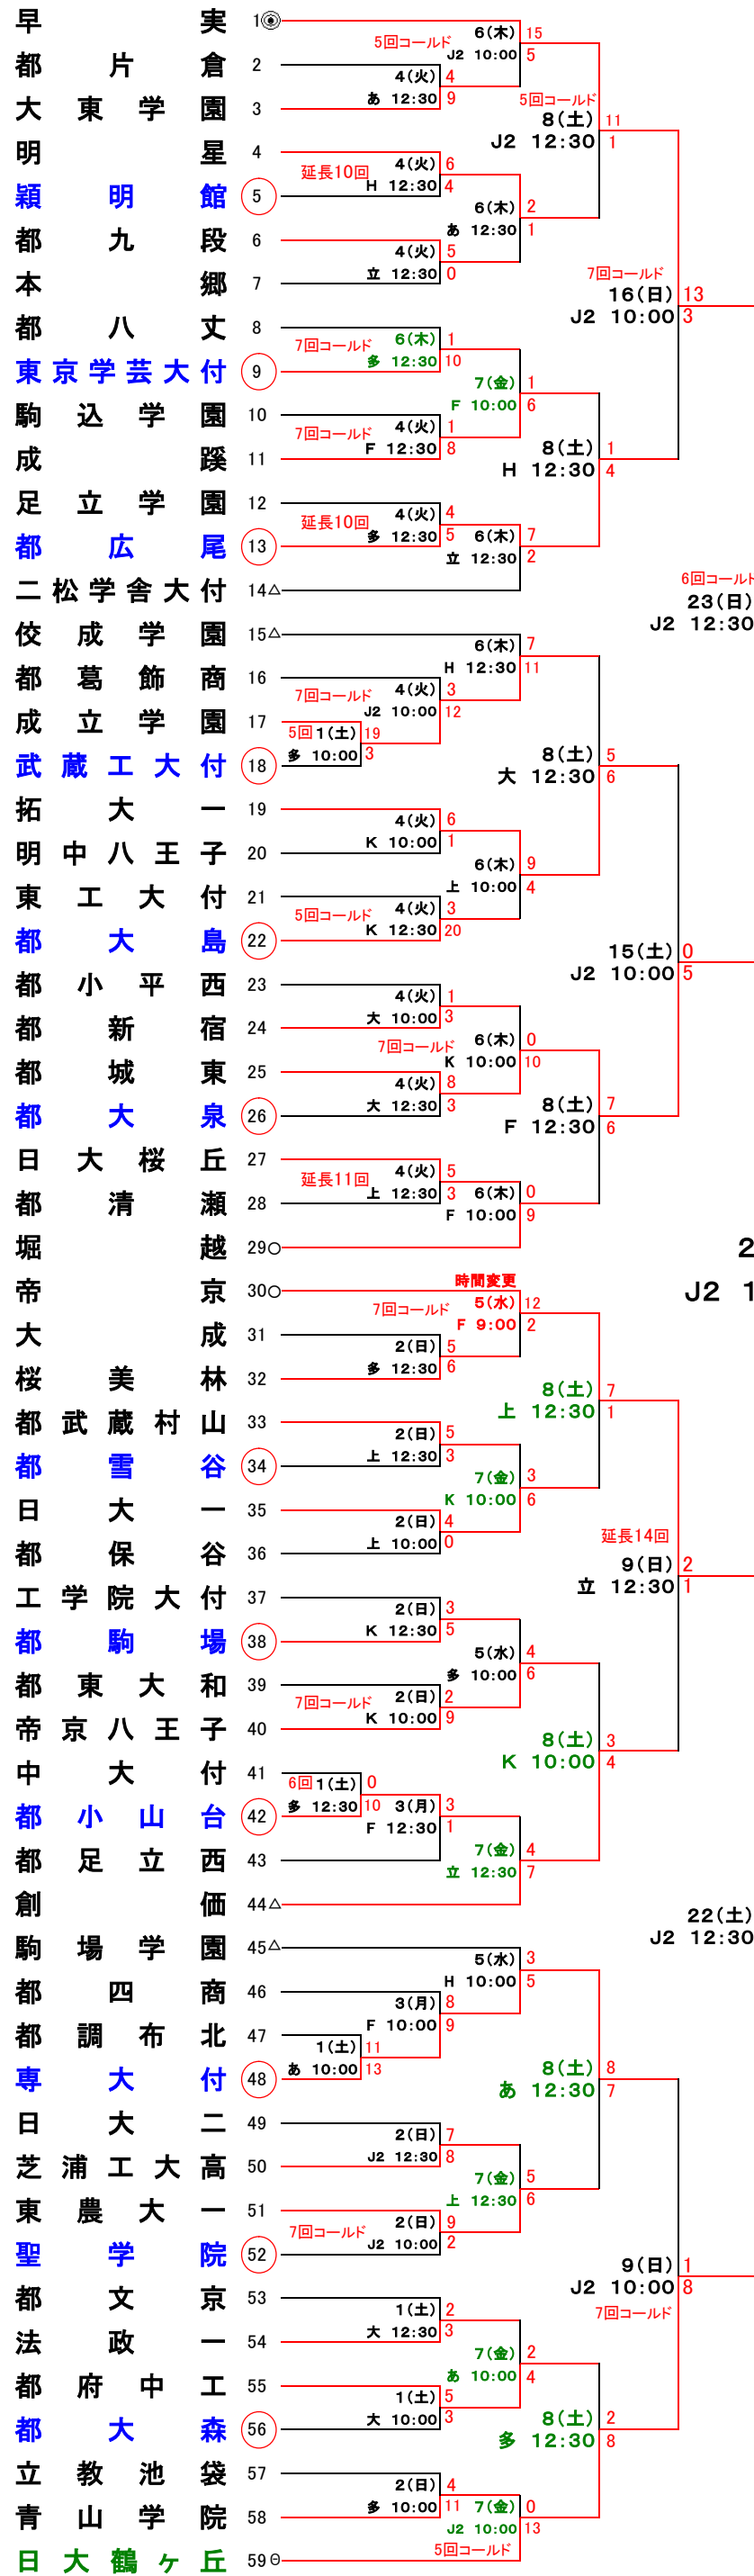 早実 1◎
6(木) 15
5回コールド J2 10:00 5
都片倉 2
4(火) 4
あ 12:30 9
大東学園 3
5回コールド
8(土) 11
J2 12:30 1
明星 4
4(火) 6
延長10回 H 12:30 4
穎明館 5
6(木) 2
あ 12:30 1
都九段 6
4(火) 5
立 12:30 0
本郷 7
7回コールド
16(日) 13
J2 10:00 3
都八丈 8
6(木) 1
7回コールド 多 12:30 10
東京学芸大付 9
7(金) 1
F 10:00 6
駒込学園 10
4(火) 1
7回コールド F 12:30 8
成蹊 11
8(土) 1
H 12:30 4
足立学園 12
4(火) 4
延長10回 多 12:30 5
都広尾 13
6(木) 7
立 12:30 2
二松学舎大付 14△
6回コールド
23(日)
J2 12:30
佼成学園 15△
6(木) 7
H 12:30 11
都葛飾商 16
4(火) 3
7回コールド J2 10:00 12
成立学園 17
5回 1(土) 19
多 10:00 3
武蔵工大付 18
8(土) 5
大 12:30 6
拓大一 19
4(火) 6
K 10:00 1
明中八王子 20
6(木) 9
上 10:00 4
東工大付 21
4(火) 3
5回コールド K 12:30 20
都大島 22
15(土) 0
J2 10:00 5
都小平西 23
4(火) 1
大 10:00 3
都新宿 24
6(木) 0
7回コールド K 10:00 10
都城東 25
4(火) 8
大 12:30 3
都大泉 26
8(土) 7
F 12:30 6
日大桜丘 27
4(火) 5
延長11回 上 12:30 3
都清瀬 28
6(木) 0
F 10:00 9
堀越 29○
2
J2 1
帝京 30○
時間変更
5(水) 12
7回コールド F 9:00 2
大成 31
2(日) 5
多 12:30 6
桜美林 32
8(土) 7
上 12:30 1
都武蔵村山 33
2(日) 5
上 12:30 3
都雪谷 34
7(金) 3
K 10:00 6
日大一 35
2(日) 4
上 10:00 0
都保谷 36
延長14回
9(日) 2
立 12:30 1
工学院大付 37
2(日) 3
K 12:30 5
都駒場 38
5(水) 4
多 10:00 6
都東大和 39
2(日) 2
7回コールド K 10:00 9
帝京八王子 40
8(土) 3
K 10:00 4
中大付 41
6回 1(土) 0
多 12:30 10
都小山台 42
3(月) 3
F 12:30 1
都足立西 43
7(金) 4
立 12:30 7
創価 44△
22(土)
J2 12:30
駒場学園 45△
5(水) 3
H 10:00 5
都四商 46
3(月) 8
F 10:00 9
都調布北 47
1(土) 11
あ 10:00 13
専大付 48
8(土) 8
あ 12:30 7
日大二 49
2(日) 7
J2 12:30 8
芝浦工大高 50
7(金) 5
上 12:30 6
東農大一 51
2(日) 9
7回コールド J2 10:00 2
聖学院 52
9(日) 1
J2 10:00 8
7回コールド
都文京 53
1(土) 2
大 12:30 3
法政一 54
7(金) 2
あ 10:00 4
都府中工 55
1(土) 5
大 10:00 3
都大森 56
8(土) 2
多 12:30 8
立教池袋 57
2(日) 4
多 10:00 11
青山学院 58
7(金) 0
J2 10:00 13
5回コールド
日大鶴ヶ丘 59⊖